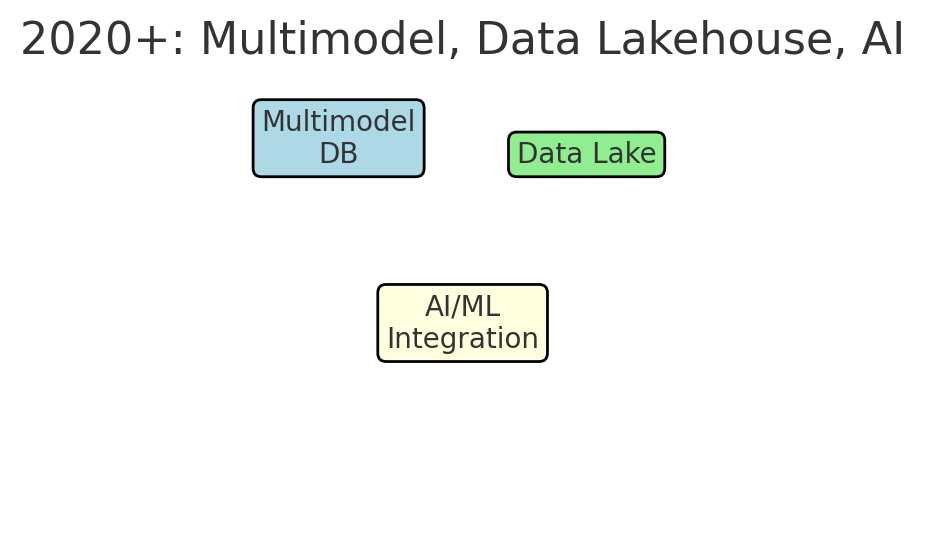 2020+: Multimodel, Data Lakehouse, AI
Multimodel
DB
Data Lake
AI/ML
Integration